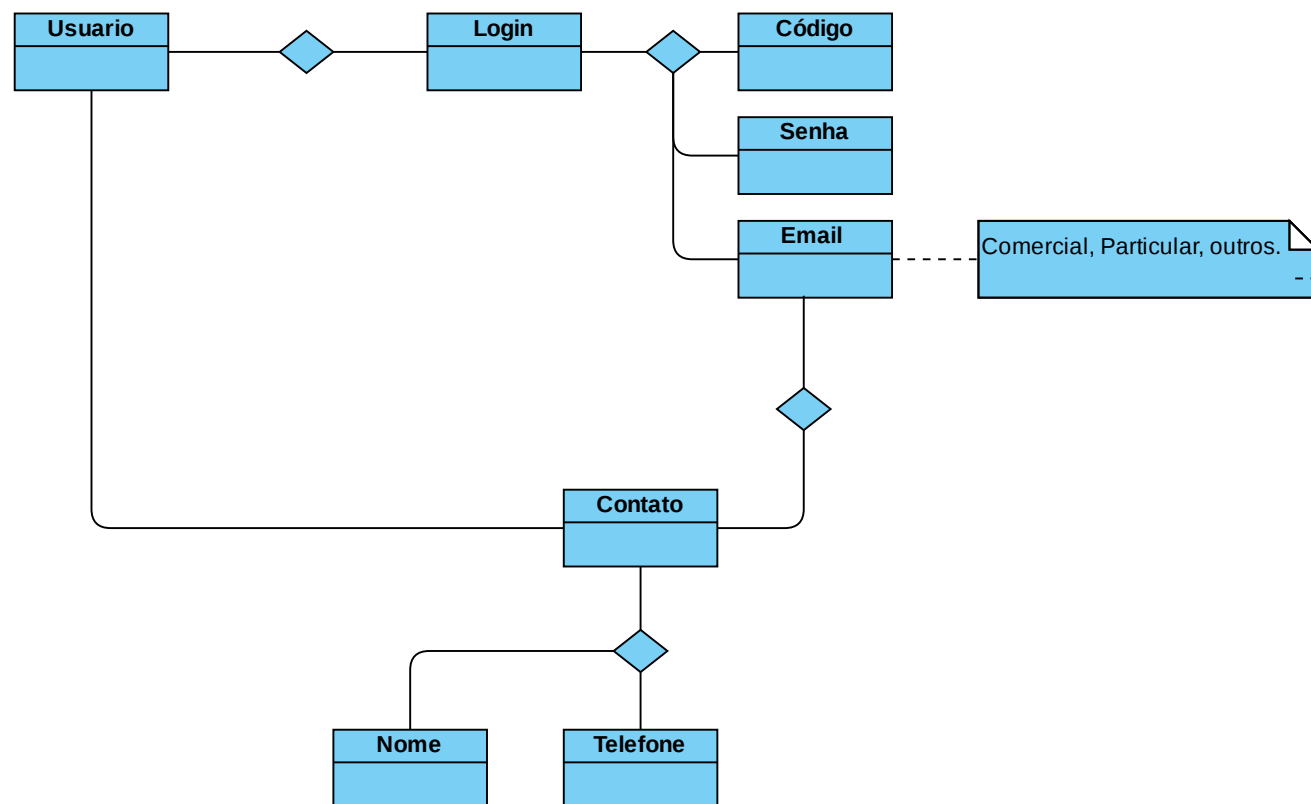 Usuario
Login
Código
Senha
Email
Comercial, Particular, outros.
Contato
Nome
Telefone